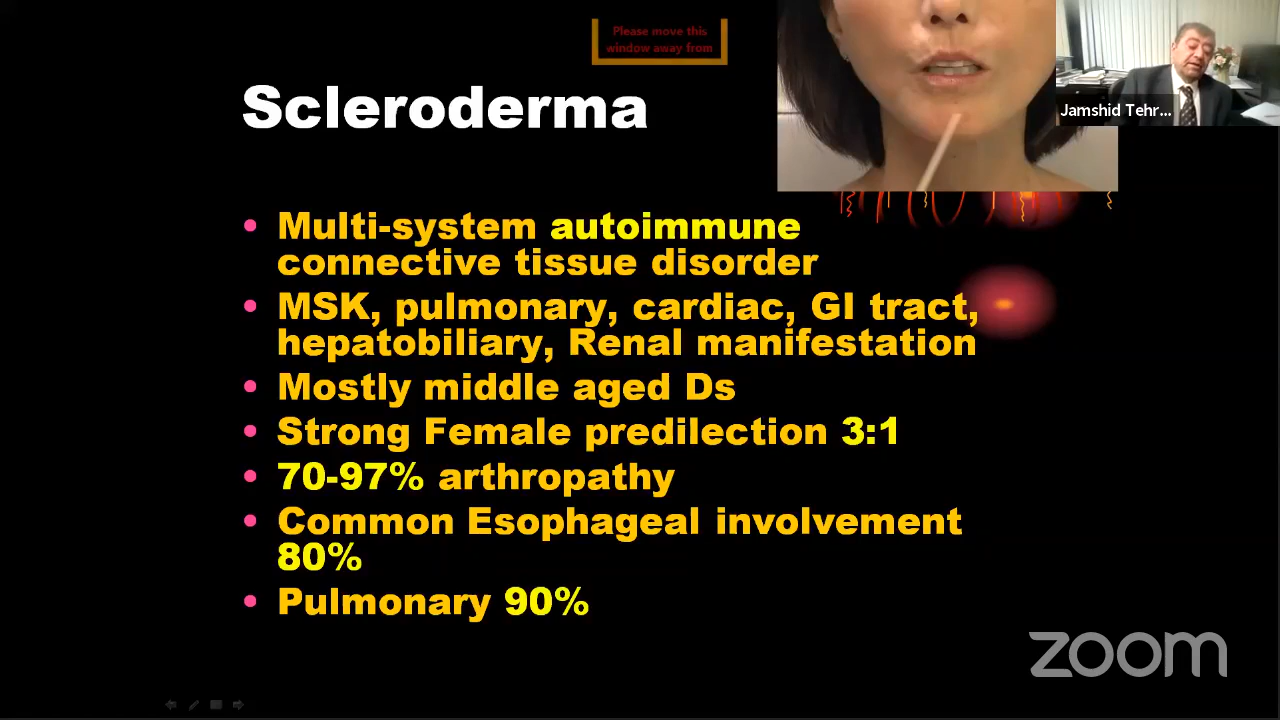 Please move this
window away from
Scleroderma
Jamshid Tehr...
• Multi-system autoimmune
connective tissue disorder
• MSK, pulmonary, cardiac, GI tract,
hepatobiliary, Renal manifestation
• Mostly middle aged Ds
• Strong Female predilection 3:1
• 70-97% arthropathy
• Common Esophageal involvement
80%
• Pulmonary 90%
zoom